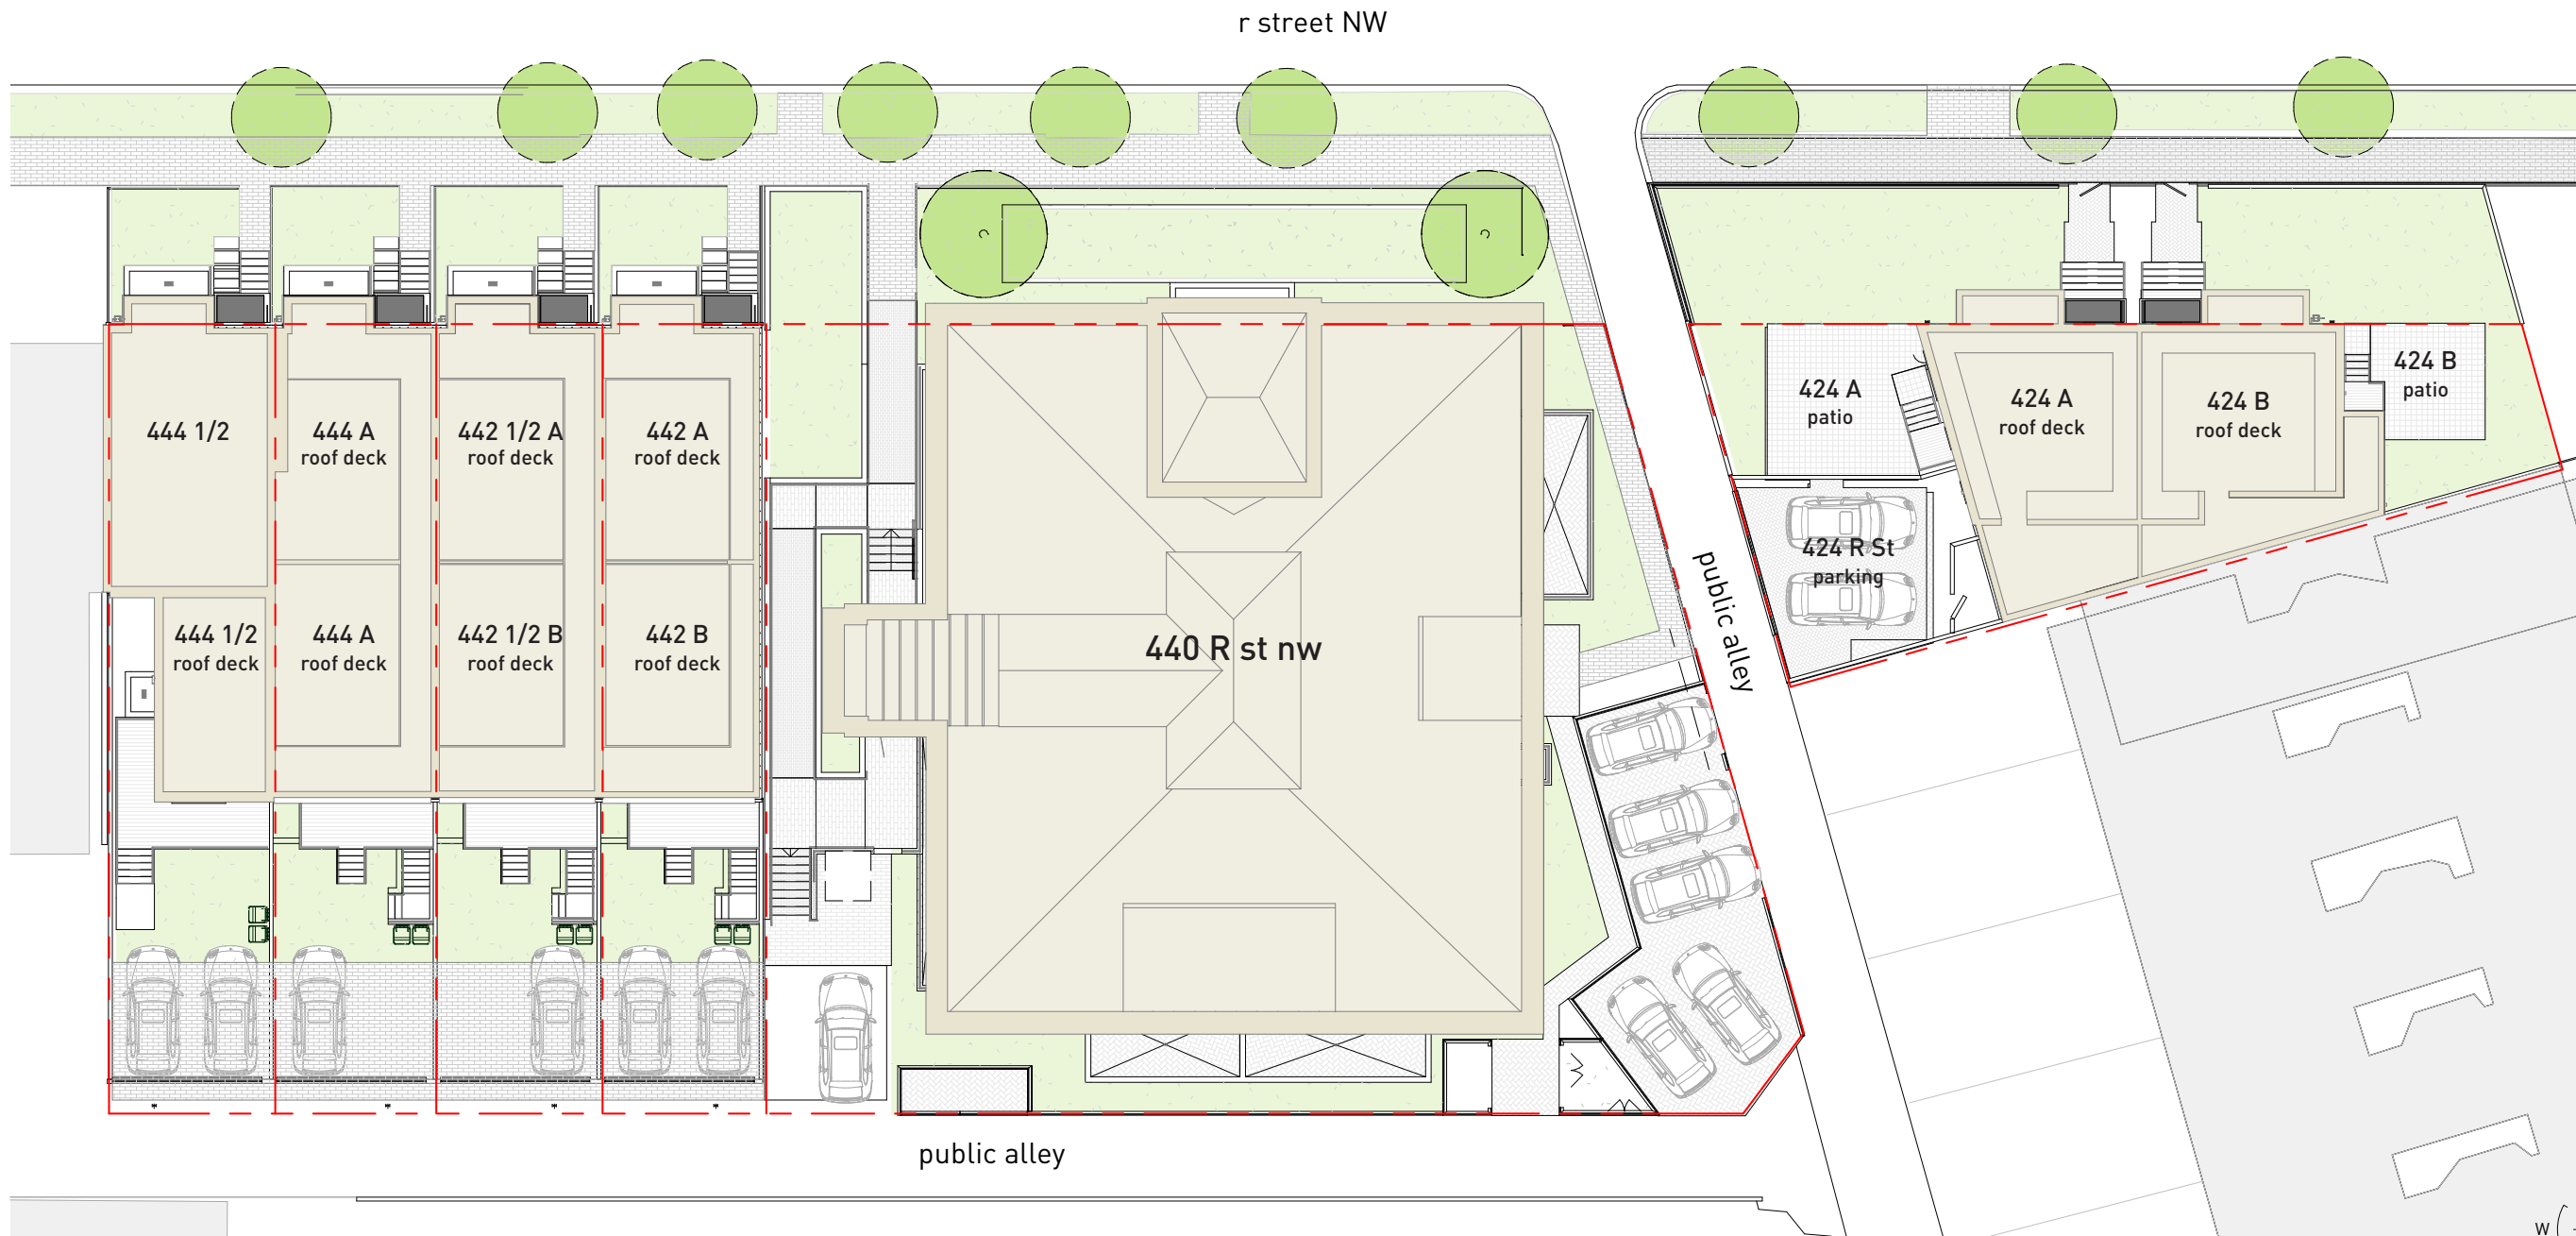 r street NW
444 1/2
444 A
roof deck
442 1/2 A
roof deck
442 A
roof deck
424 A
patio
424 A
roof deck
424 B
roof deck
424 B
patio
424 R St
parking
public alley
444 1/2
roof deck
444 A
roof deck
442 1/2 B
roof deck
442 B
roof deck
440 R st nw
public alley
W